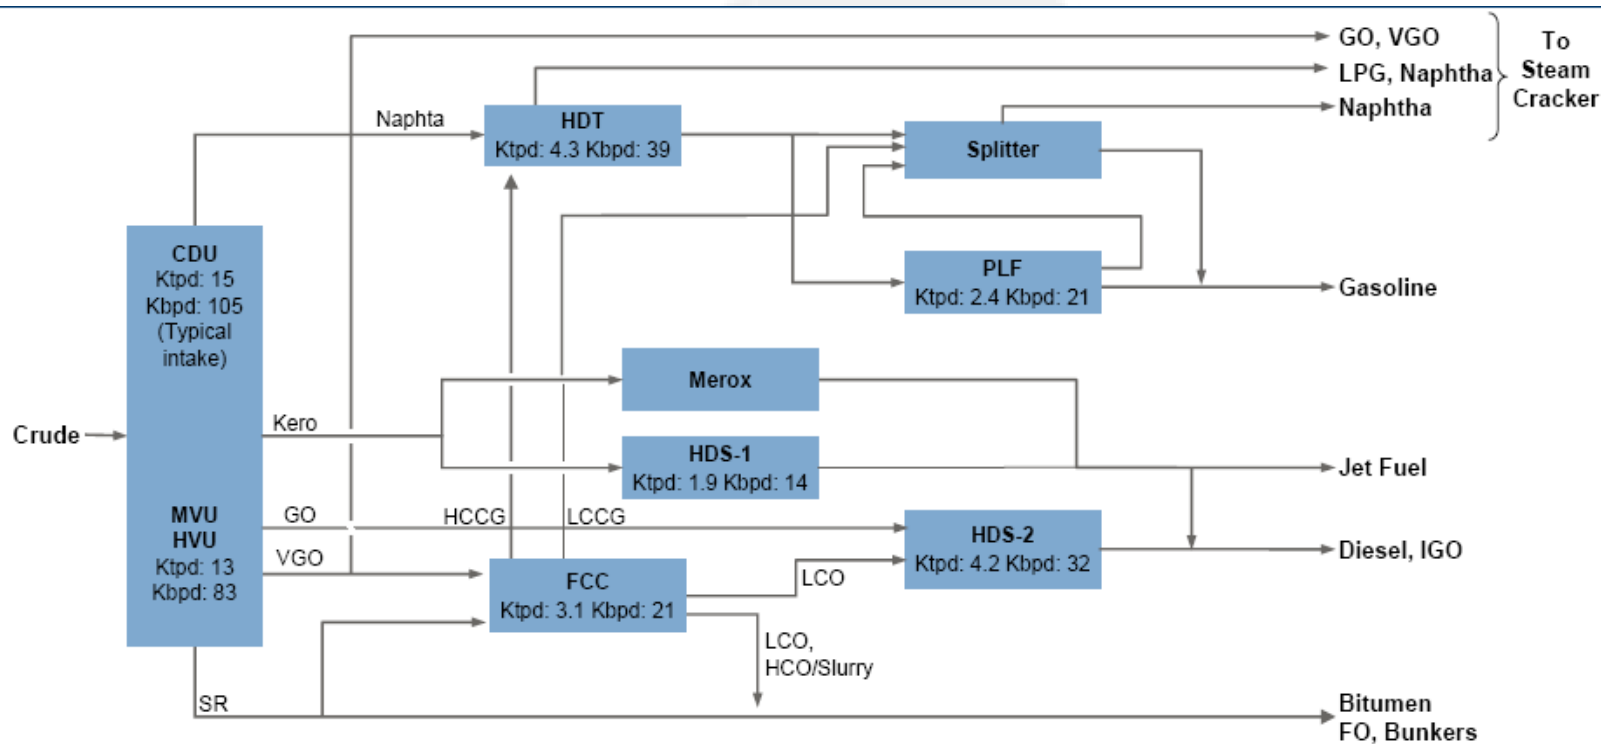 GO, VGO
LPG, Naphtha
Naphtha
To
Steam
Cracker
Naphta
HDT
Ktpd: 4.3 Kbpd: 39
Splitter
CDU
Ktpd: 15
Kbpd: 105
(Typical
intake)
PLF
Ktpd: 2.4 Kbpd: 21
Gasoline
Merox
Crude
Kero
HDS-1
Ktpd: 1.9 Kbpd: 14
Jet Fuel
MVU
HVU
Ktpd: 13
Kbpd: 83
GO
HCCG
LCCG
HDS-2
Ktpd: 4.2 Kbpd: 32
Diesel, IGO
VGO
FCC
Ktpd: 3.1 Kbpd: 21
LCO
LCO,
HCO/Slurry
SR
Bitumen
FO, Bunkers